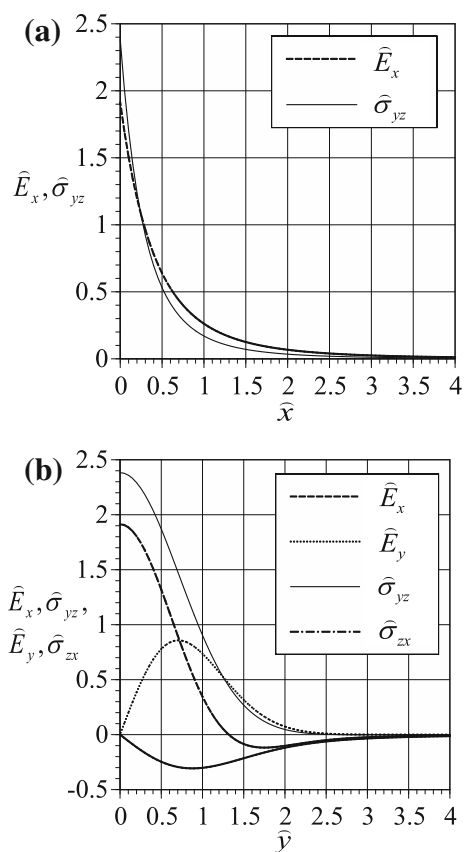 (a)
2.5
2
1.5
1
0.5
0
Ê_x
σ̂_yz
Ê_x, σ̂_yz
0 0.5 1 1.5 2 2.5 3 3.5 4
x̂
(b)
2.5
2
1.5
1
0.5
0
-0.5
Ê_x
Ê_y
σ̂_yz
σ̂_zx
Ê_x, σ̂_yz,
Ê_y, σ̂_zx
0 0.5 1 1.5 2 2.5 3 3.5 4
ŷ